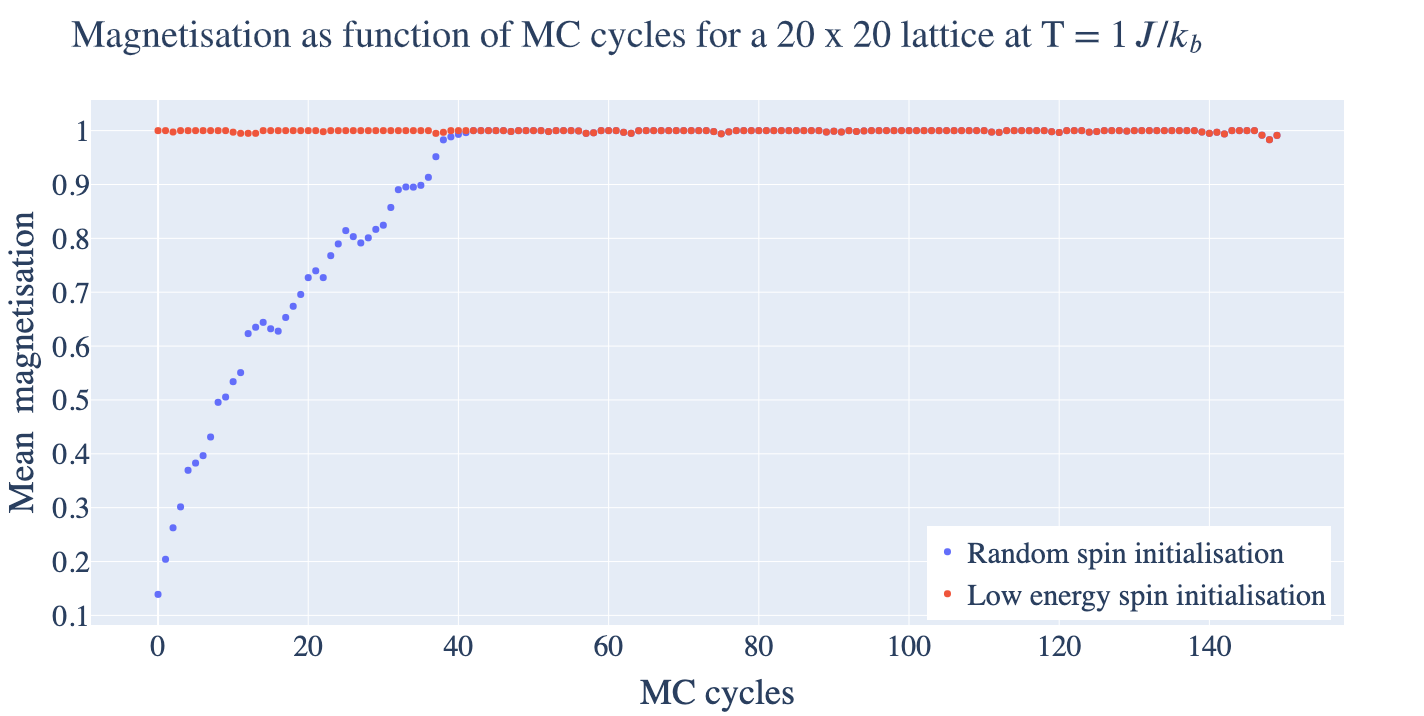 Magnetisation as function of MC cycles for a 20 x 20 lattice at T = 1 J/k_b
1
0.9
0.8
0.7
0.6
0.5
0.4
0.3
0.2
0.1
Mean magnetisation
Random spin initialisation
Low energy spin initialisation
0 20 40 60 80 100 120 140
MC cycles